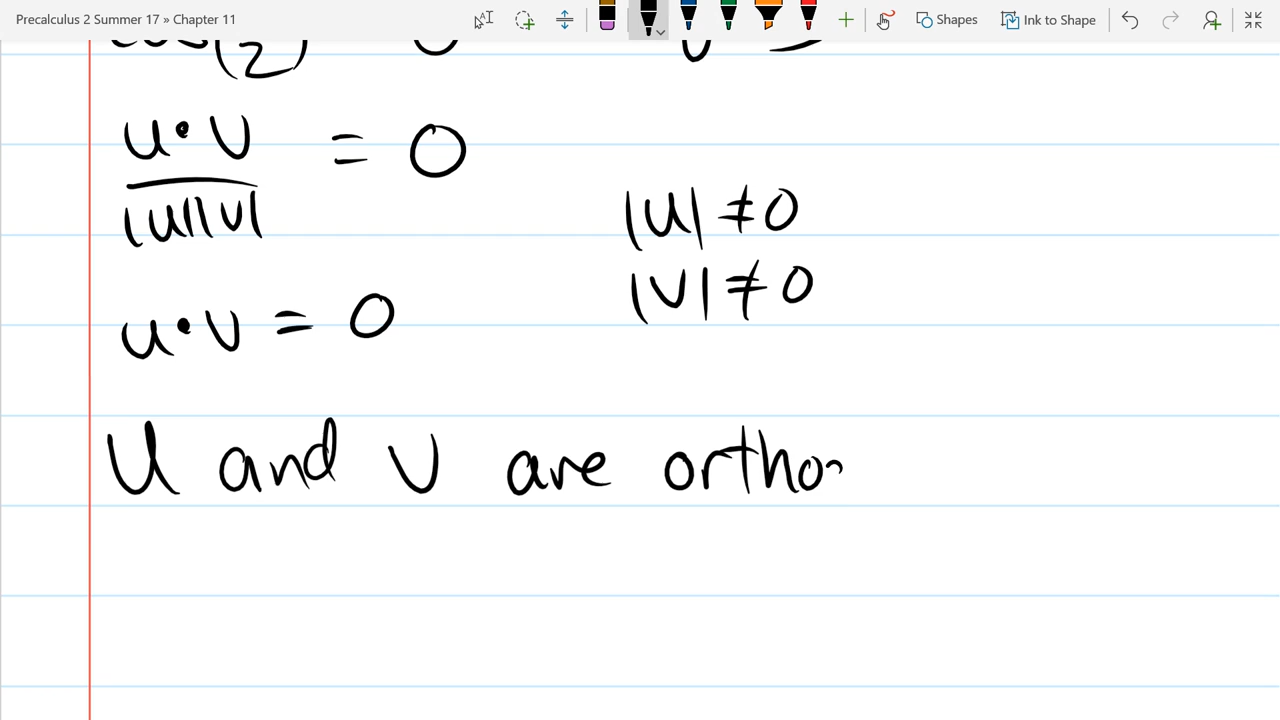 Precalculus 2 Summer 17 » Chapter 11
Shapes
Ink to Shape
u • v / |u||v| = 0
|u| ≠ 0
|v| ≠ 0
u • v = 0
u and v are ortho